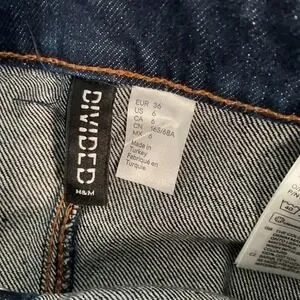 DIVIDED
H&M
EUR 36
US 6
CA 6
CN 165/68A
MX 6
Made in
Turkey
Fabriqué en
Turquie